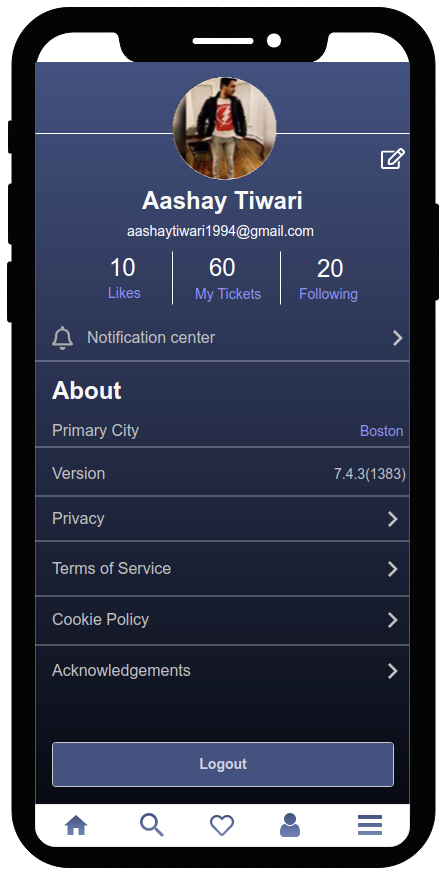 Aashay Tiwari
aashaytiwari1994@gmail.com
10 60 20
Likes My Tickets Following
Notification center
About
Primary City Boston
Version 7.4.3(1383)
Privacy
Terms of Service
Cookie Policy
Acknowledgements
Logout